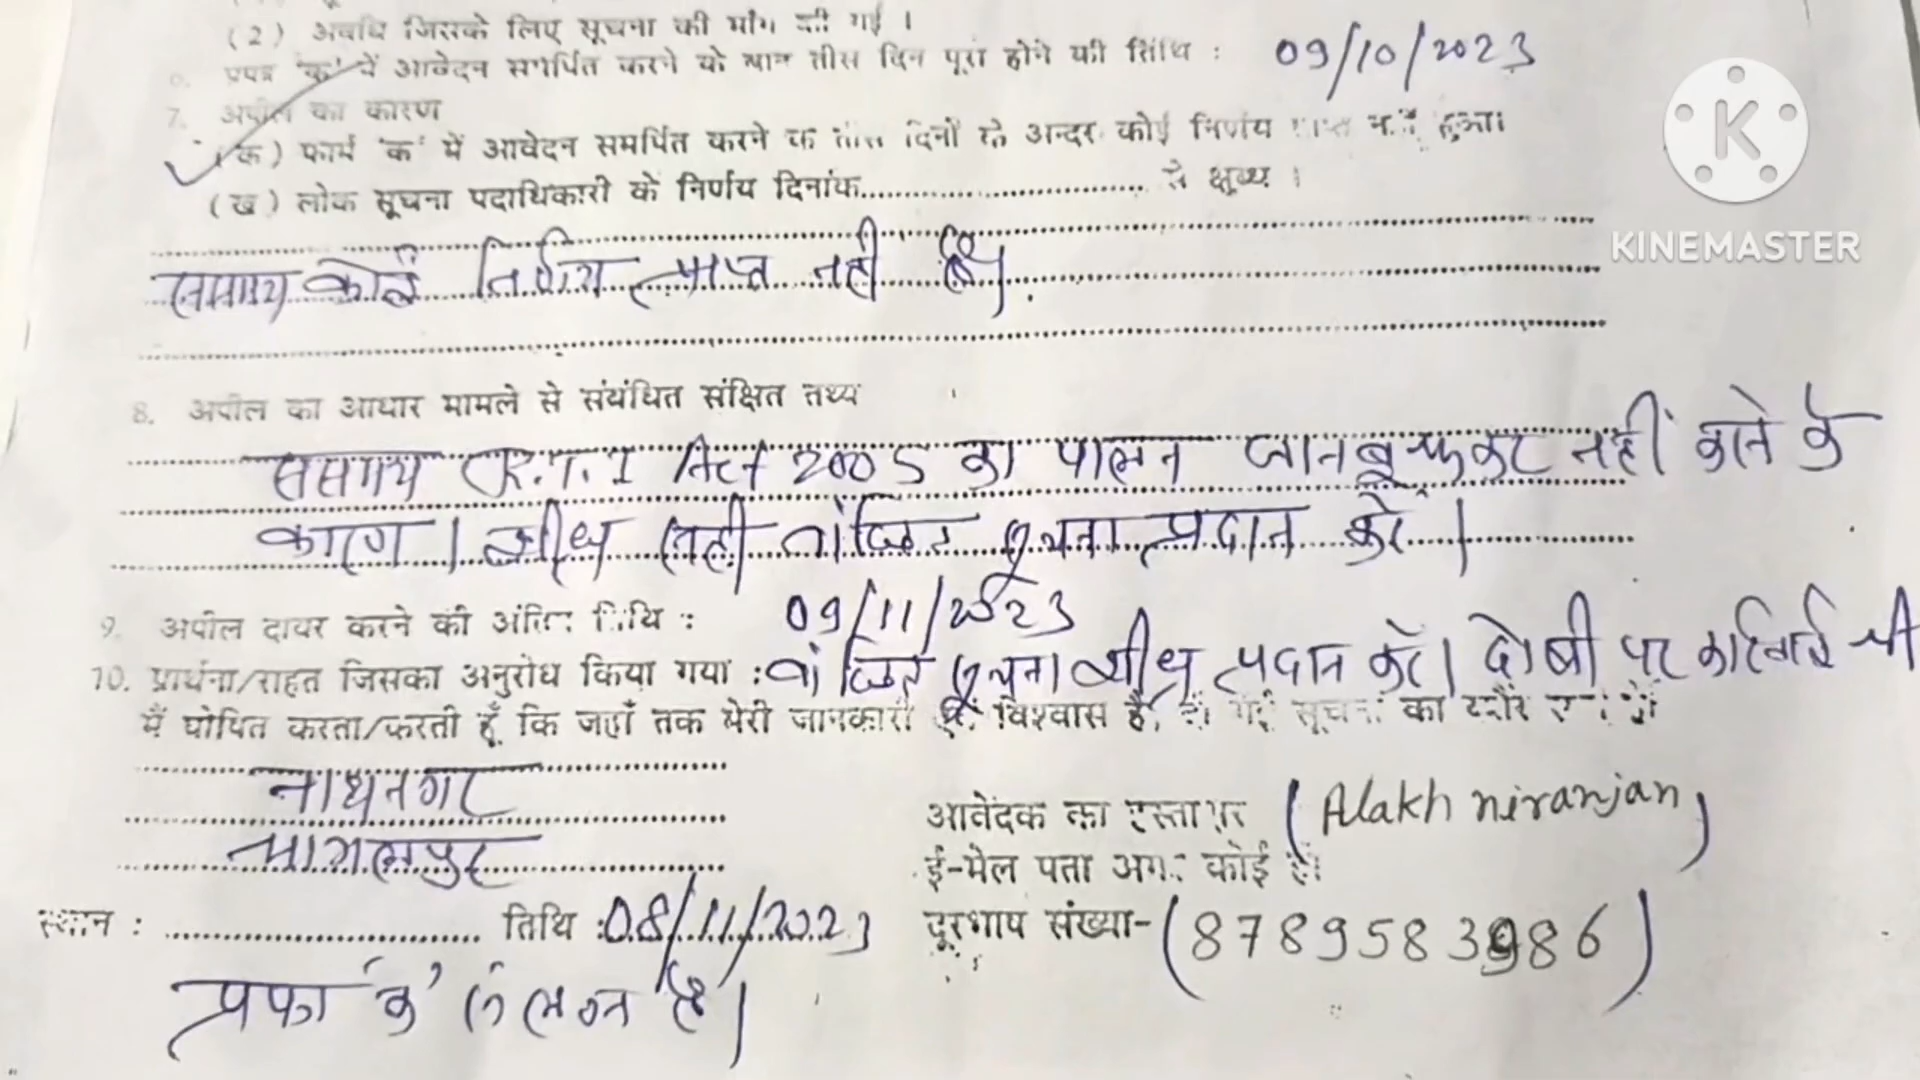 (2) अवधि जिसके लिए सूचना की माँग की गई ।
प्रपत्र 'क' में आवेदन समर्पित करने के बाद तीस दिन पूरा होने की तिथि : 09/10/2023
7. अपील का कारण
(क) फार्म 'क' में आवेदन समर्पित करने के तीस दिनों के अन्दर कोई निर्णय प्राप्त नहीं हुआ।
(ख) लोक सूचना पदाधिकारी के निर्णय दिनांक.............................. से क्षुब्ध ।
ससमय कोई निर्णय प्राप्त नही है।
8. अपील का आधार मामले से संबंधित संक्षित तथ्य
ससमय R.T.I Act 2005 का पालन जानबूझकर नहीं करने के
कारण। शीघ्र सही वांछित सूचना प्रदान करें।
9. अपील दायर करने की अंतिम तिथि : 09/11/2023
10. प्रार्थना/राहत जिसका अनुरोध किया गया : वांछित सूचना शीघ्र प्रदान करें। दोषी पर कारवाई भी
मैं घोषित करता/करती हूँ कि जहाँ तक मेरी जानकारी एवं विश्वास है, दी गई सूचना का ब्यौरा
नाथनगर
भागलपुर
आवेदक का हस्ताक्षर (Alakh niranjan)
ई-मेल पता अगर कोई हो
स्थान : .............................. तिथि : 08/11/2023 दूरभाष संख्या-(8789583986)
प्रपत्र 'क' संलग्न है।
KINEMASTER